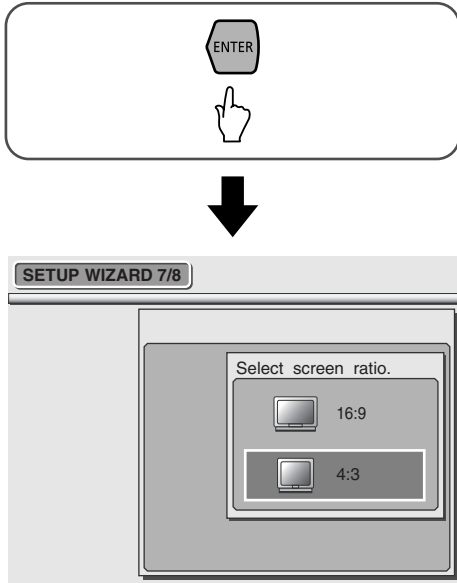 ENTER
SETUP WIZARD 7/8
Select screen ratio.
16:9
4:3